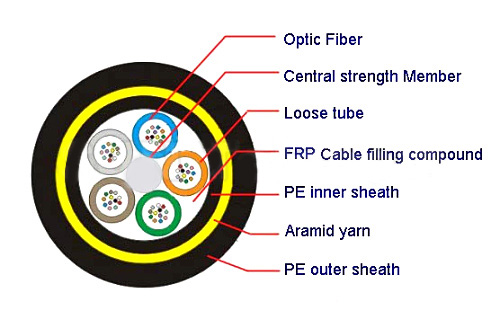 Optic Fiber
Central strength Member
Loose tube
FRP Cable filling compound
PE inner sheath
Aramid yarn
PE outer sheath